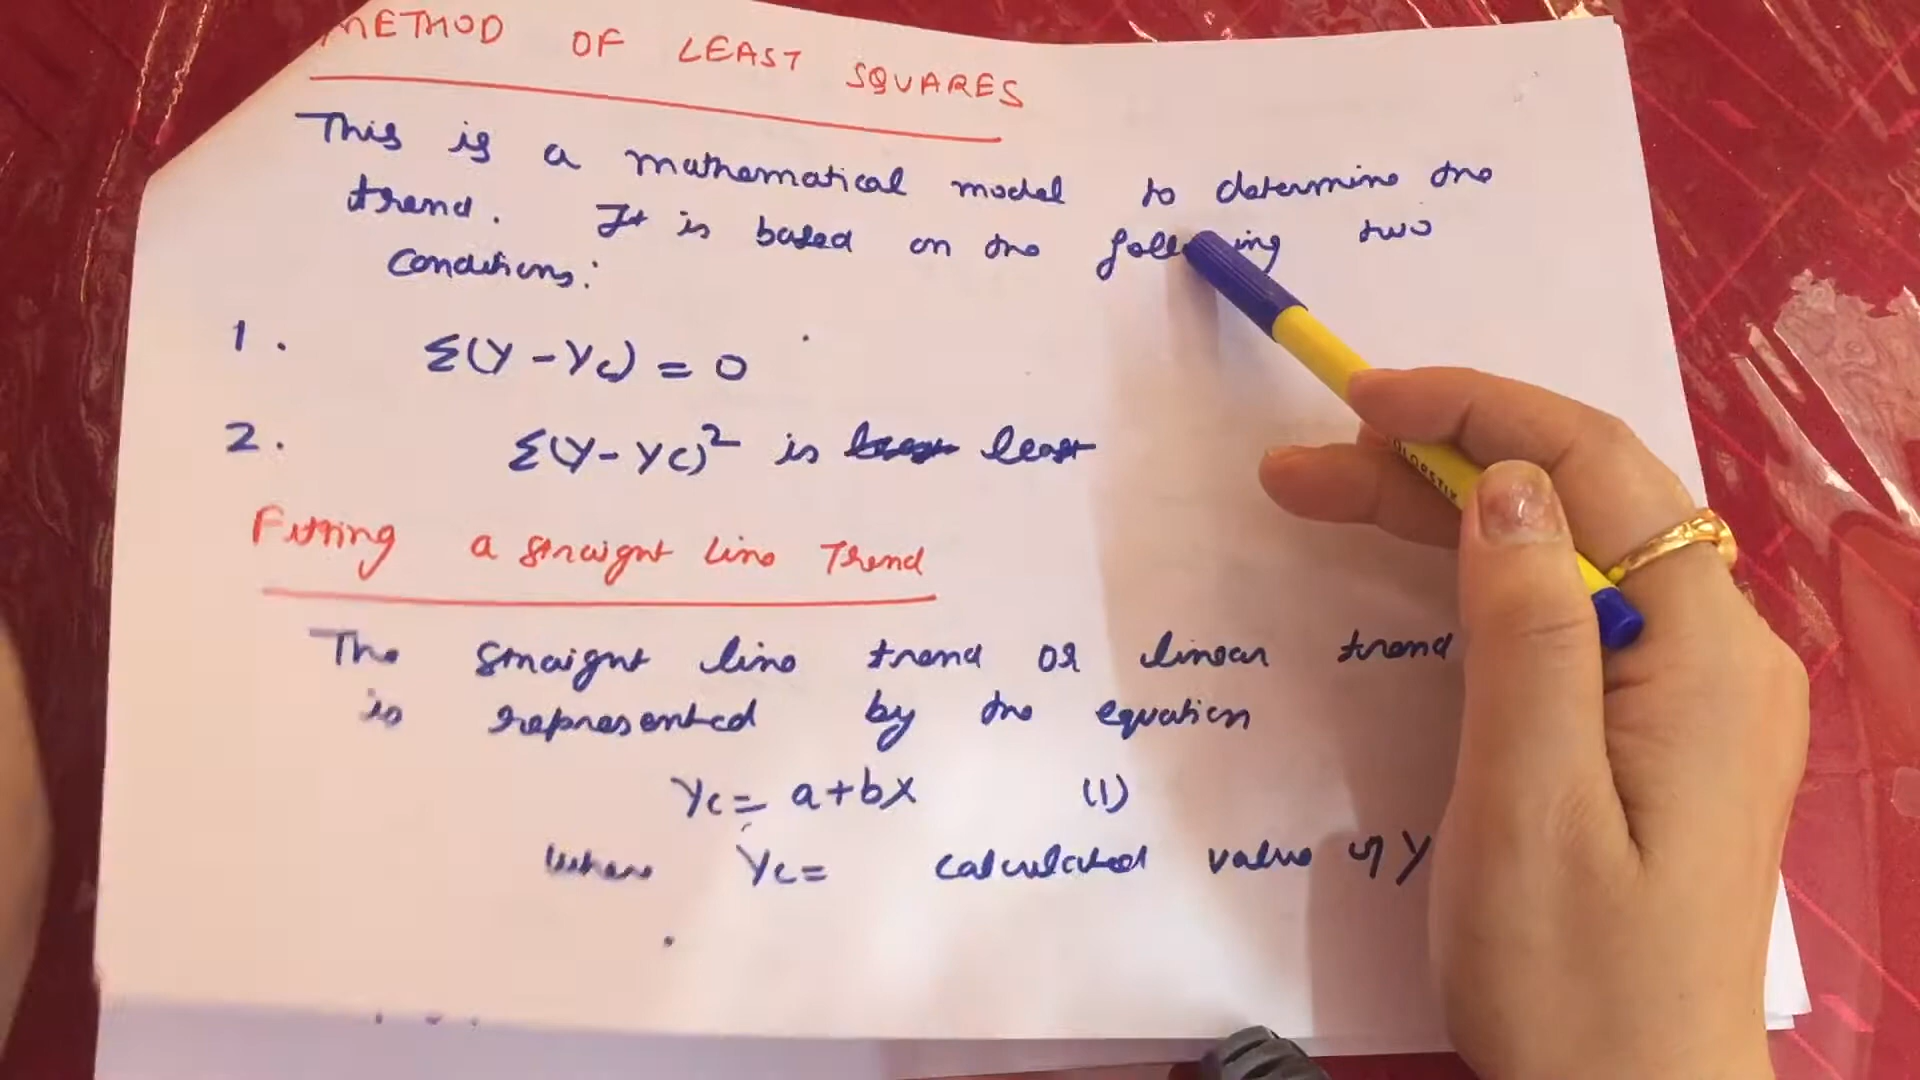 METHOD OF LEAST SQUARES
This is a mathematical model to determine the
trend. It is based on the following two
conditions:
1. Σ(Y-Yc) = 0
2. Σ(Y-Yc)² is least
Fitting a straight line Trend
The straight line trend or linear trend
is represented by the equation
Yc = a+bx (1)
where Yc = calculated value of Y